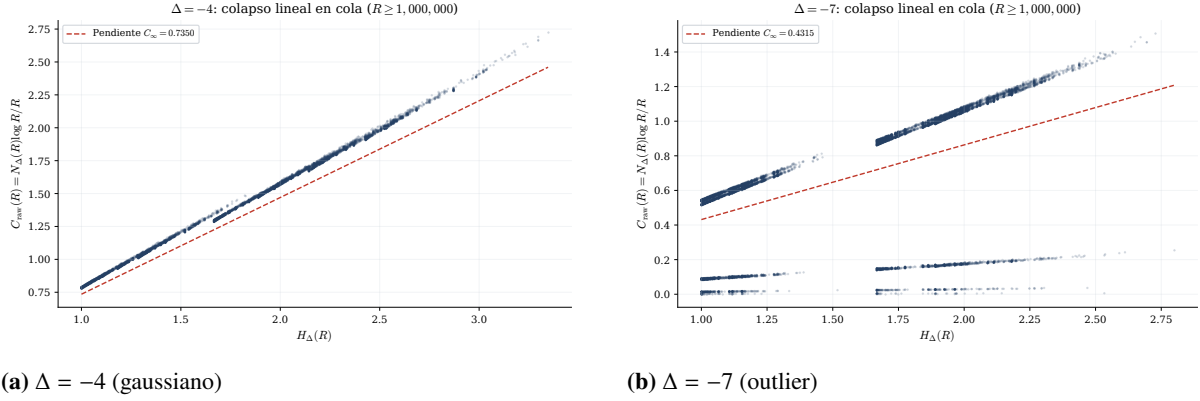 Δ = −4: colapso lineal en cola (R ≥ 1, 000, 000)
Pendiente C∞ = 0.7350
C_raw(R) = N_Δ(R)log R/R
2.75
2.50
2.25
2.00
1.75
1.50
1.25
1.00
0.75
1.0 1.5 2.0 2.5 3.0
H_Δ(R)
(a) Δ = −4 (gaussiano)
Δ = −7: colapso lineal en cola (R ≥ 1, 000, 000)
Pendiente C∞ = 0.4315
C_raw(R) = N_Δ(R)log R/R
1.4
1.2
1.0
0.8
0.6
0.4
0.2
0.0
1.00 1.25 1.50 1.75 2.00 2.25 2.50 2.75
H_Δ(R)
(b) Δ = −7 (outlier)